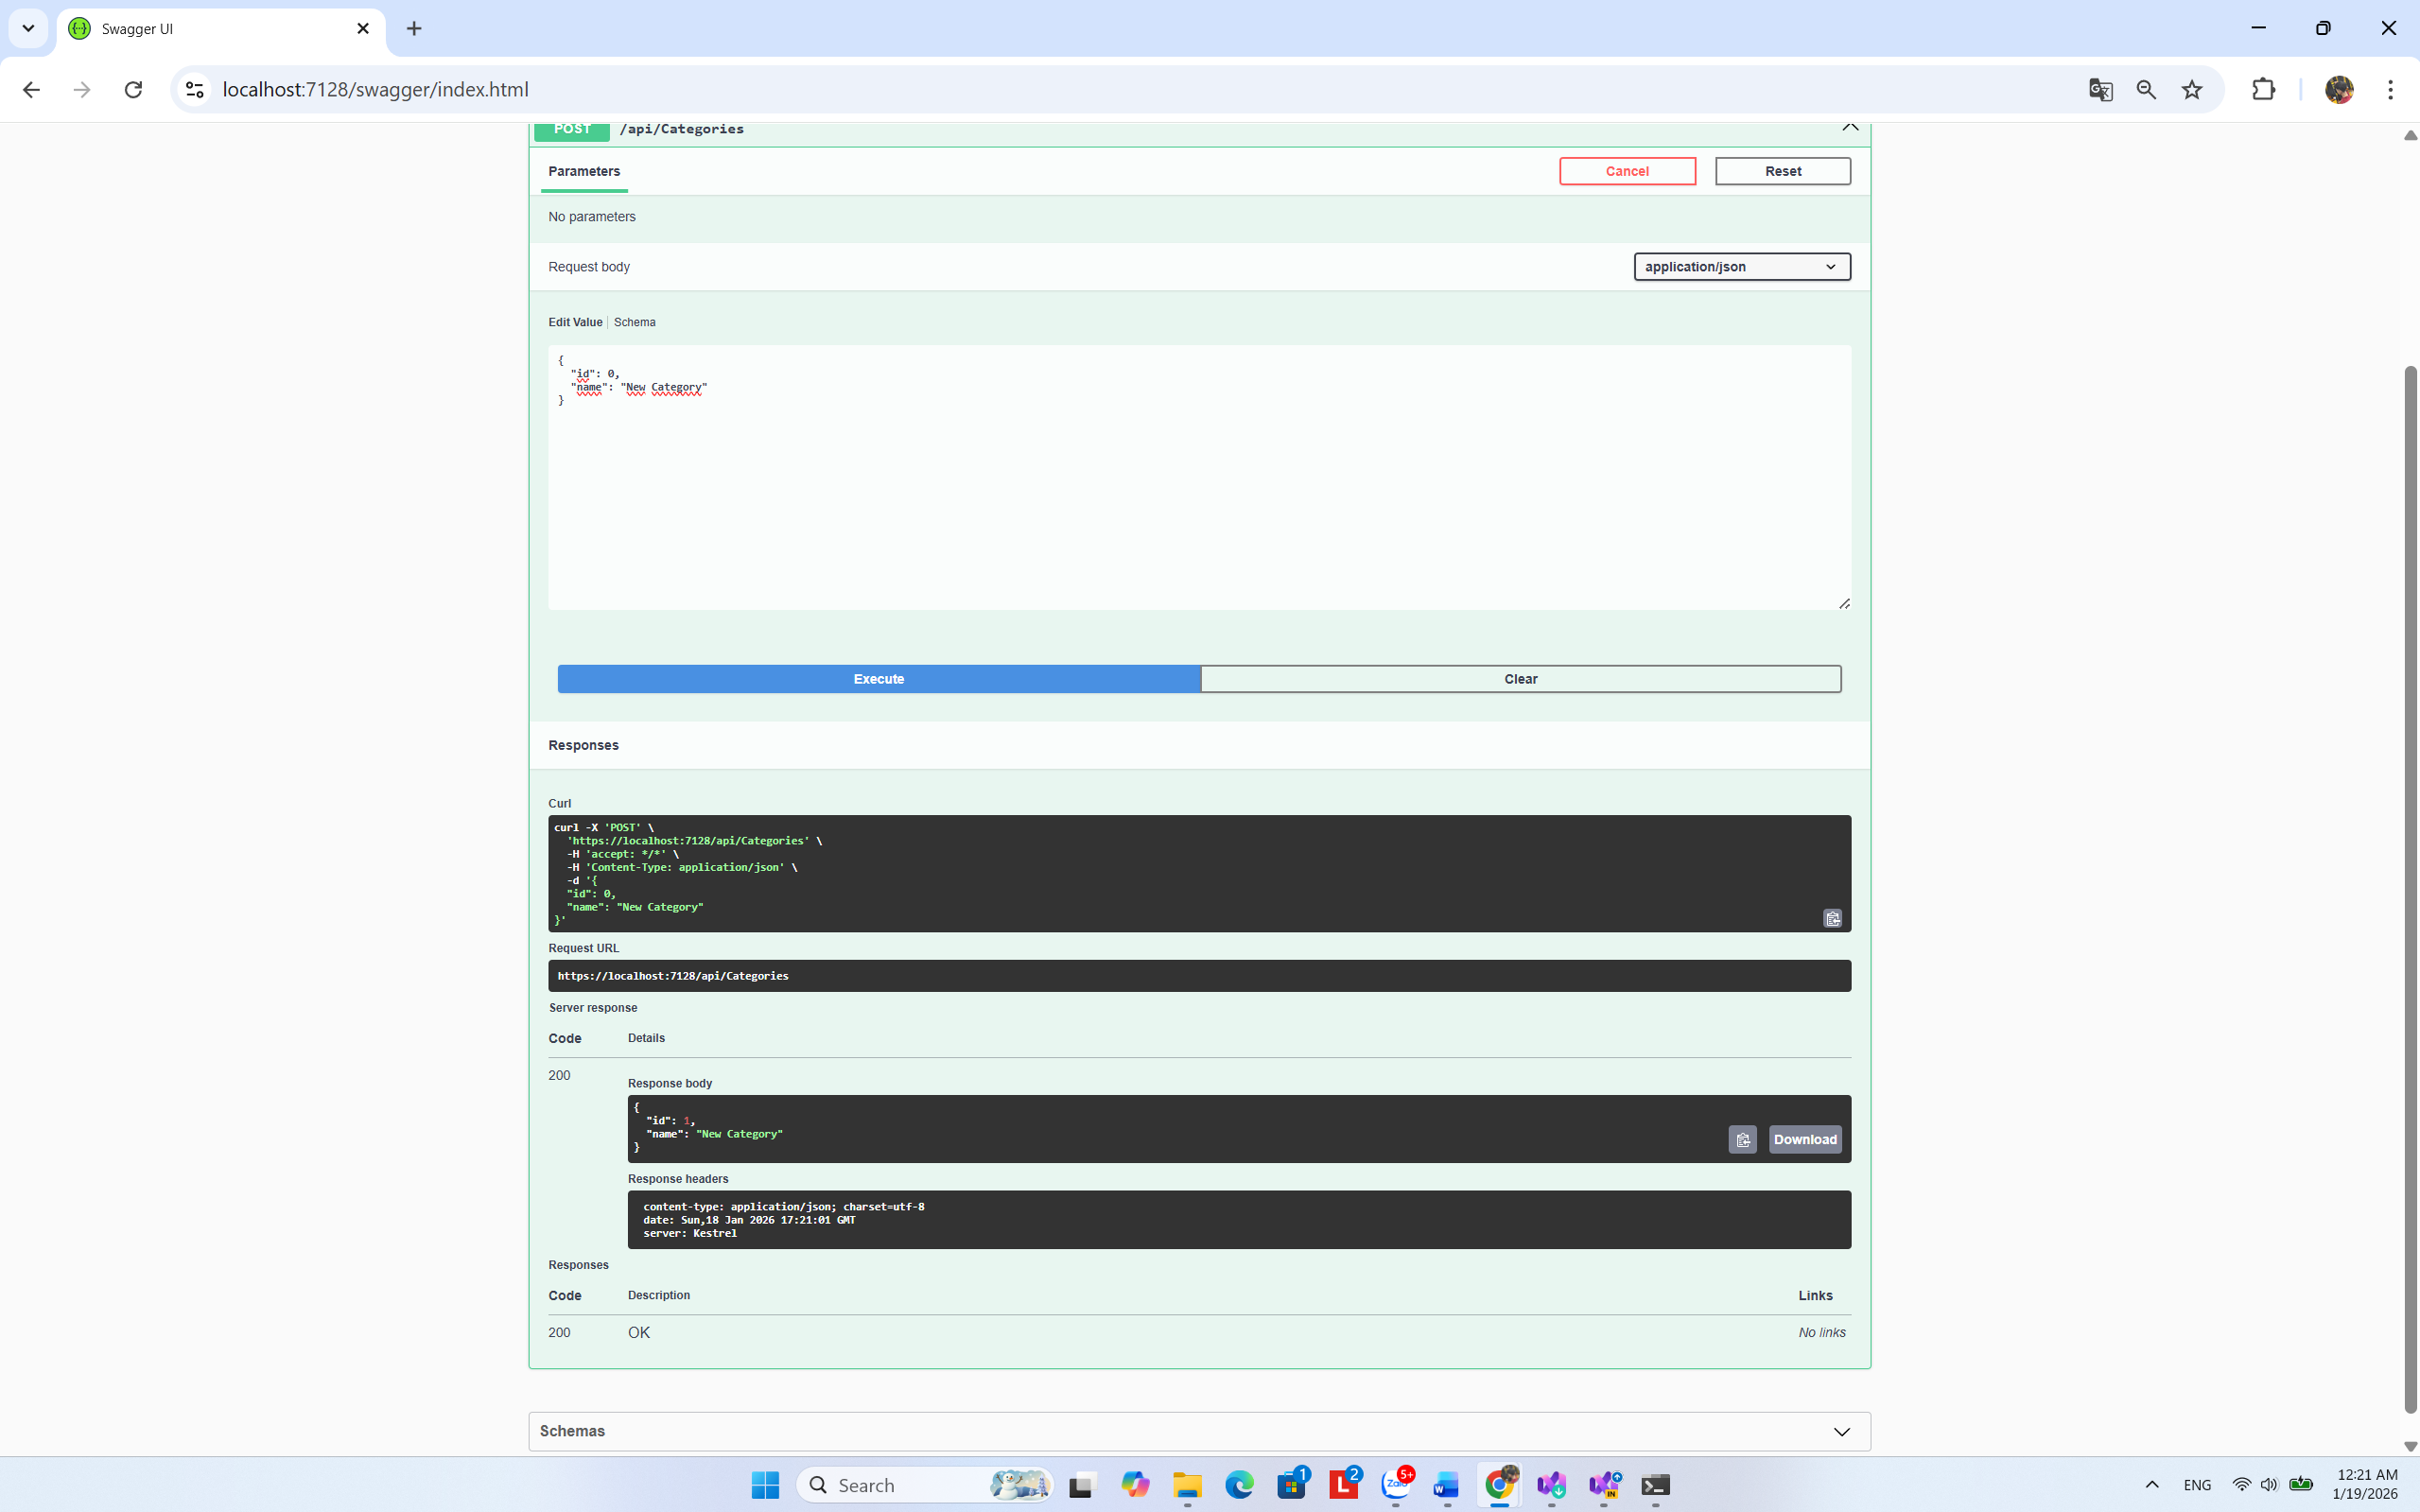 Swagger UI
localhost:7128/swagger/index.html
POST /api/Categories
Parameters
Cancel
Reset
No parameters
Request body
application/json
Edit Value
Schema
{
"id": 0,
"name": "New Category"
}
Execute
Clear
Responses
Curl
curl -X 'POST' \
'https://localhost:7128/api/Categories' \
-H 'accept: */*' \
-H 'Content-Type: application/json' \
-d '{
"id": 0,
"name": "New Category"
}'
Request URL
https://localhost:7128/api/Categories
Server response
Code Details
200
Response body
{
"id": 1,
"name": "New Category"
}
Download
Response headers
content-type: application/json; charset=utf-8
date: Sun,18 Jan 2026 17:21:01 GMT
server: Kestrel
Responses
Code Description Links
200 OK No links
Schemas
Search
1
L 2
Zalo 5+
W
IN
ENG
12:21 AM
1/19/2026